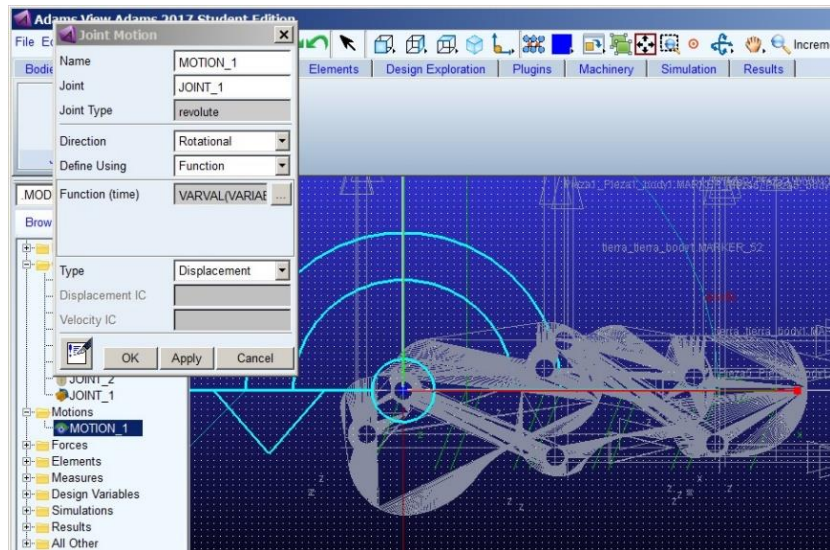 Adams View Adams 2017 Student Edition
Joint Motion
File
Increm
Elements
Design Exploration
Plugins
Machinery
Simulation
Results
Name
MOTION_1
Joint
JOINT_1
Joint Type
revolute
Direction
Rotational
Define Using
Function
Function (time)
VARVAL(VARIAE
...
Type
Displacement
Displacement IC
Velocity IC
OK
Apply
Cancel
Brow
JOINT_2
JOINT_1
Motions
MOTION_1
Forces
Elements
Measures
Design Variables
Simulations
Results
All Other
tierra_tierra_body1.MARKER_52
z
z
z
z
x